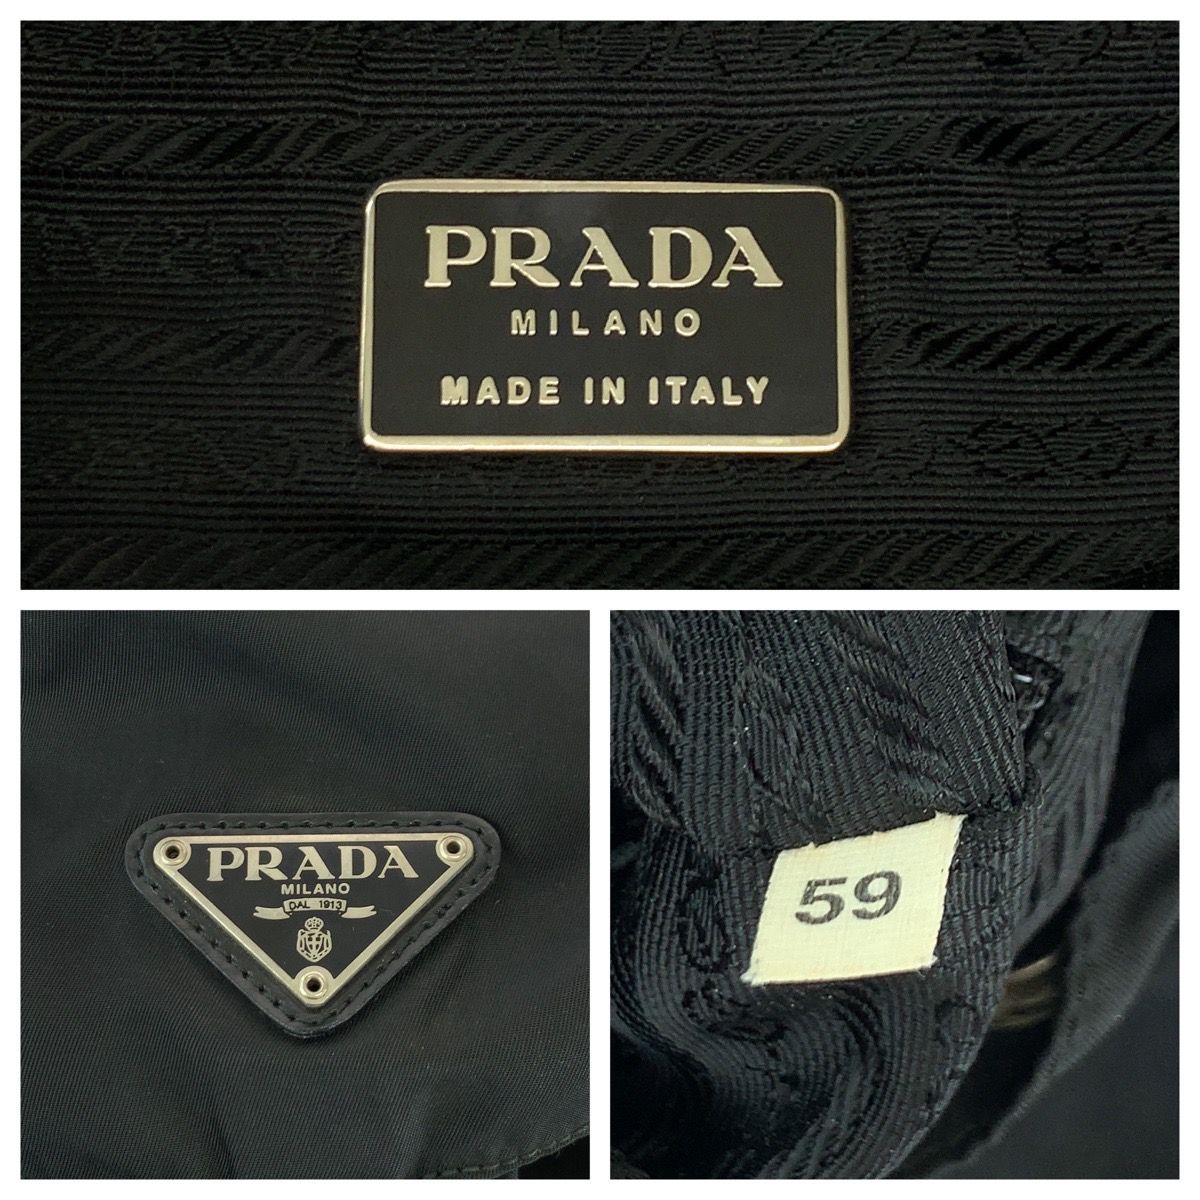 PRADA
MILANO
MADE IN ITALY
PRADA
MILANO
DAL 1913
59